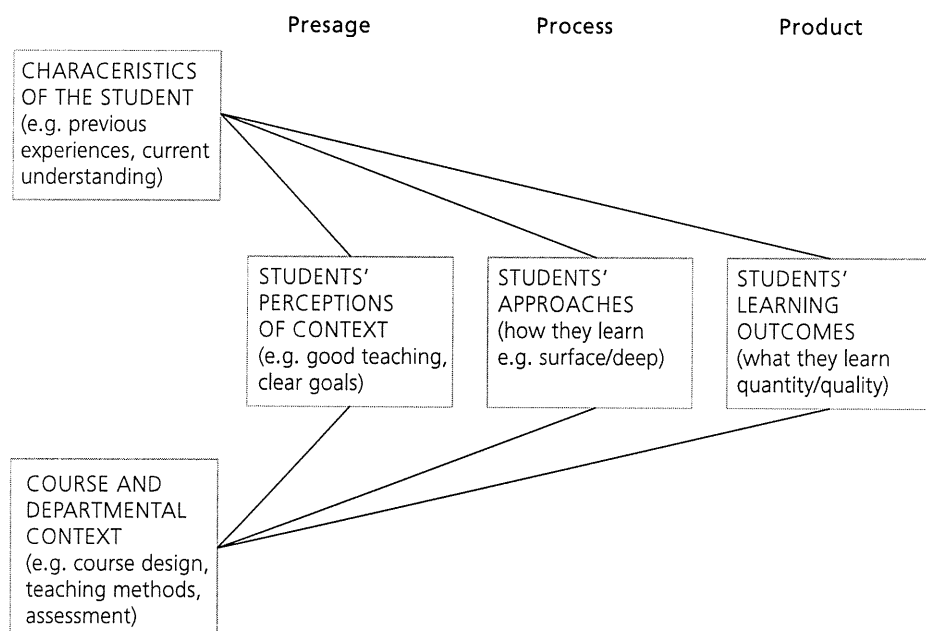 Presage
Process
Product
CHARACERISTICS
OF THE STUDENT
(e.g. previous
experiences, current
understanding)
STUDENTS'
PERCEPTIONS
OF CONTEXT
(e.g. good teaching,
clear goals)
STUDENTS'
APPROACHES
(how they learn
e.g. surface/deep)
STUDENTS'
LEARNING
OUTCOMES
(what they learn
quantity/quality)
COURSE AND
DEPARTMENTAL
CONTEXT
(e.g. course design,
teaching methods,
assessment)